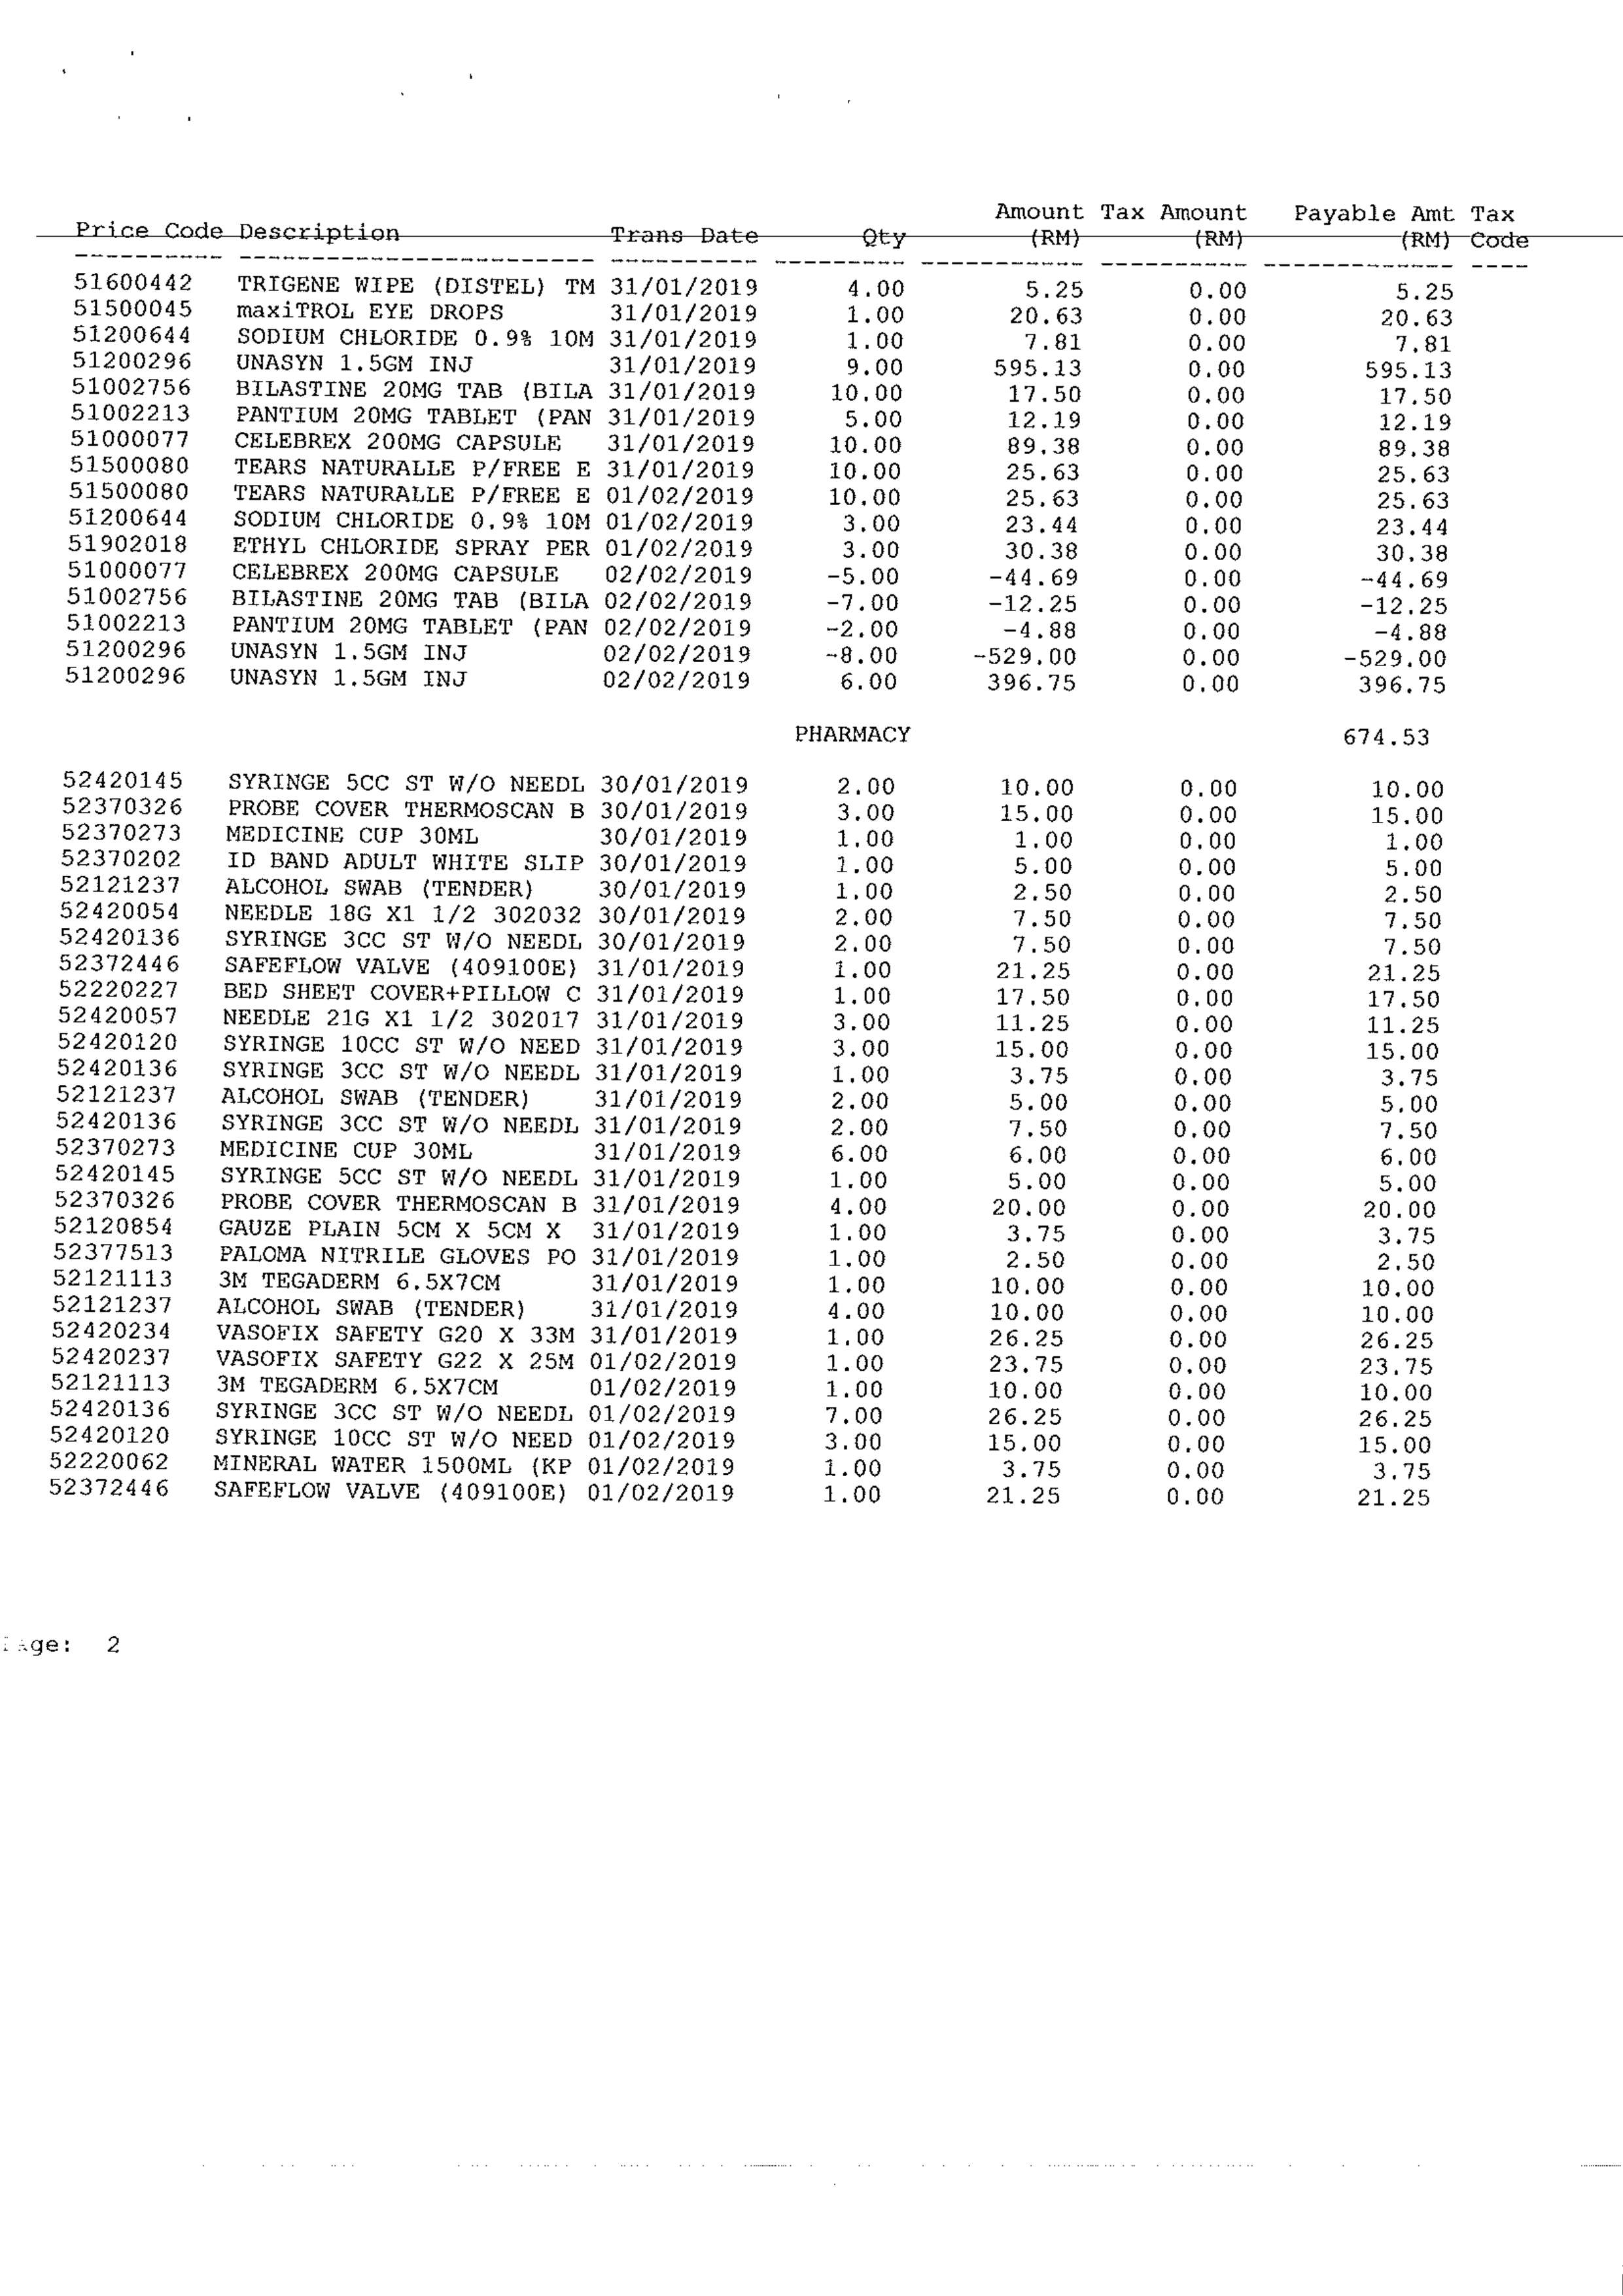 Amount Tax Amount Payable Amt Tax
Price Code Description Trans Date Qty (RM) (RM) (RM) Code
51600442 TRIGENE WIPE (DISTEL) TM 31/01/2019 4.00 5.25 0.00 5.25
51500045 maxiTROL EYE DROPS 31/01/2019 1.00 20.63 0.00 20.63
51200644 SODIUM CHLORIDE 0.9% 10M 31/01/2019 1.00 7.81 0.00 7.81
51200296 UNASYN 1.5GM INJ 31/01/2019 9.00 595.13 0.00 595.13
51002756 BILASTINE 20MG TAB (BILA 31/01/2019 10.00 17.50 0.00 17.50
51002213 PANTIUM 20MG TABLET (PAN 31/01/2019 5.00 12.19 0.00 12.19
51000077 CELEBREX 200MG CAPSULE 31/01/2019 10.00 89.38 0.00 89.38
51500080 TEARS NATURALLE P/FREE E 31/01/2019 10.00 25.63 0.00 25.63
51500080 TEARS NATURALLE P/FREE E 01/02/2019 10.00 25.63 0.00 25.63
51200644 SODIUM CHLORIDE 0.9% 10M 01/02/2019 3.00 23.44 0.00 23.44
51902018 ETHYL CHLORIDE SPRAY PER 01/02/2019 3.00 30.38 0.00 30.38
51000077 CELEBREX 200MG CAPSULE 02/02/2019 -5.00 -44.69 0.00 -44.69
51002756 BILASTINE 20MG TAB (BILA 02/02/2019 -7.00 -12.25 0.00 -12.25
51002213 PANTIUM 20MG TABLET (PAN 02/02/2019 -2.00 -4.88 0.00 -4.88
51200296 UNASYN 1.5GM INJ 02/02/2019 -8.00 -529.00 0.00 -529.00
51200296 UNASYN 1.5GM INJ 02/02/2019 6.00 396.75 0.00 396.75
PHARMACY 674.53
52420145 SYRINGE 5CC ST W/O NEEDL 30/01/2019 2.00 10.00 0.00 10.00
52370326 PROBE COVER THERMOSCAN B 30/01/2019 3.00 15.00 0.00 15.00
52370273 MEDICINE CUP 30ML 30/01/2019 1.00 1.00 0.00 1.00
52370202 ID BAND ADULT WHITE SLIP 30/01/2019 1.00 5.00 0.00 5.00
52121237 ALCOHOL SWAB (TENDER) 30/01/2019 1.00 2.50 0.00 2.50
52420054 NEEDLE 18G X1 1/2 302032 30/01/2019 2.00 7.50 0.00 7.50
52420136 SYRINGE 3CC ST W/O NEEDL 30/01/2019 2.00 7.50 0.00 7.50
52372446 SAFEFLOW VALVE (409100E) 31/01/2019 1.00 21.25 0.00 21.25
52220227 BED SHEET COVER+PILLOW C 31/01/2019 1.00 17.50 0.00 17.50
52420057 NEEDLE 21G X1 1/2 302017 31/01/2019 3.00 11.25 0.00 11.25
52420120 SYRINGE 10CC ST W/O NEED 31/01/2019 3.00 15.00 0.00 15.00
52420136 SYRINGE 3CC ST W/O NEEDL 31/01/2019 1.00 3.75 0.00 3.75
52121237 ALCOHOL SWAB (TENDER) 31/01/2019 2.00 5.00 0.00 5.00
52420136 SYRINGE 3CC ST W/O NEEDL 31/01/2019 2.00 7.50 0.00 7.50
52370273 MEDICINE CUP 30ML 31/01/2019 6.00 6.00 0.00 6.00
52420145 SYRINGE 5CC ST W/O NEEDL 31/01/2019 1.00 5.00 0.00 5.00
52370326 PROBE COVER THERMOSCAN B 31/01/2019 4.00 20.00 0.00 20.00
52120854 GAUZE PLAIN 5CM X 5CM X 31/01/2019 1.00 3.75 0.00 3.75
52377513 PALOMA NITRILE GLOVES PO 31/01/2019 1.00 2.50 0.00 2.50
52121113 3M TEGADERM 6.5X7CM 31/01/2019 1.00 10.00 0.00 10.00
52121237 ALCOHOL SWAB (TENDER) 31/01/2019 4.00 10.00 0.00 10.00
52420234 VASOFIX SAFETY G20 X 33M 31/01/2019 1.00 26.25 0.00 26.25
52420237 VASOFIX SAFETY G22 X 25M 01/02/2019 1.00 23.75 0.00 23.75
52121113 3M TEGADERM 6.5X7CM 01/02/2019 1.00 10.00 0.00 10.00
52420136 SYRINGE 3CC ST W/O NEEDL 01/02/2019 7.00 26.25 0.00 26.25
52420120 SYRINGE 10CC ST W/O NEED 01/02/2019 3.00 15.00 0.00 15.00
52220062 MINERAL WATER 1500ML (KP 01/02/2019 1.00 3.75 0.00 3.75
52372446 SAFEFLOW VALVE (409100E) 01/02/2019 1.00 21.25 0.00 21.25
Page: 2